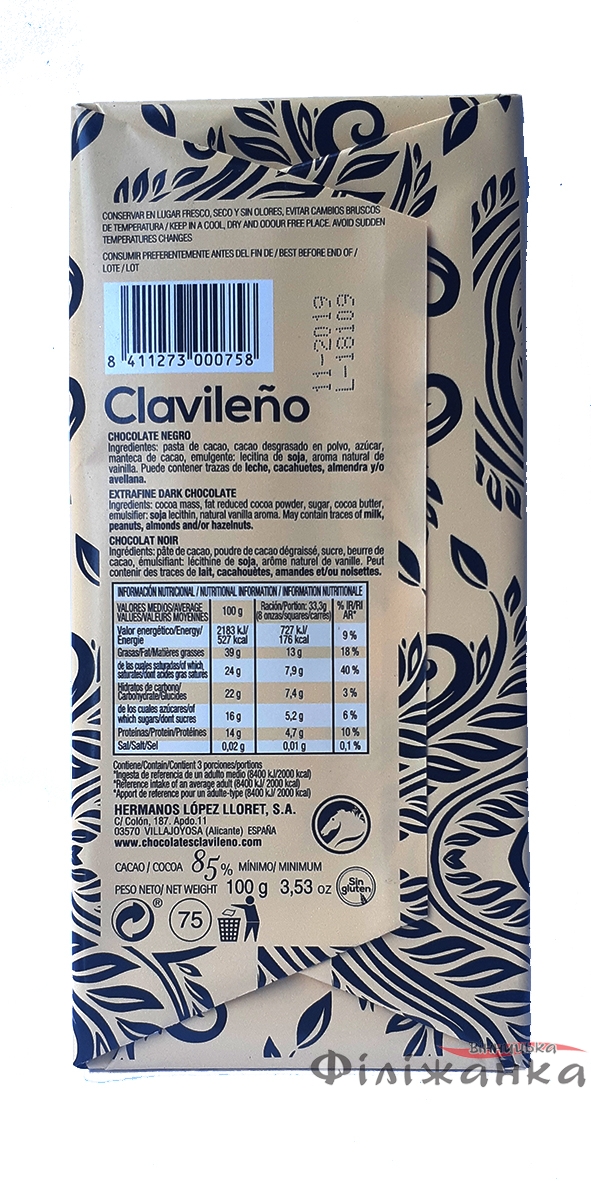 CONSERVAR EN LUGAR FRESCO, SECO Y SIN OLORES, EVITAR CAMBIOS BRUSCOS
DE TEMPERATURA / KEEP IN A COOL, DRY AND ODOUR FREE PLACE. AVOID SUDDEN
TEMPERATURES CHANGES
CONSUMIR PREFERENTEMENTE ANTES DEL FIN DE / BEST BEFORE END OF /
LOTE / LOT
11-2019
L-18109
8 411273 000758
Clavileño
CHOCOLATE NEGRO
Ingredientes: pasta de cacao, cacao desgrasado en polvo, azúcar,
manteca de cacao, emulgente: lecitina de soja, aroma natural de
vainilla. Puede contener trazas de leche, cacahuetes, almendra y/o
avellana.
EXTRAFINE DARK CHOCOLATE
Ingredients: cocoa mass, fat reduced cocoa powder, sugar, cocoa butter,
emulsifier: soja lecithin, natural vanilla aroma. May contain traces of milk,
peanuts, almonds and/or hazelnuts.
CHOCOLAT NOIR
Ingrédients: pâte de cacao, poudre de cacao dégraissé, sucre, beurre de
cacao, émulsifiant: lécithine de soja, arôme naturel de vanille. Peut
contenir des traces de lait, cacahouètes, amandes et/ou noisettes.
INFORMACIÓN NUTRICIONAL / NUTRITIONAL INFORMATION / INFORMATION NUTRITIONALE
VALORES MEDIOS/AVERAGE VALUES/VALEURS MOYENNES 100 g Ración/Portion: 33,3g (8 onzas/squares/carrés) % IR/RI AR*
Valor energético/Energy/ Energie 2183 kJ/ 527 kcal 727 kJ/ 176 kcal 9 %
Grasas/Fat/Matières grasses 39 g 13 g 18 %
de las cuales saturadas/of which saturates/dont acides gras saturés 24 g 7,9 g 40 %
Hidratos de carbono/ Carbohydrate/Glucides 22 g 7,4 g 3 %
de los cuales azúcares/of which sugars/dont sucres 16 g 5,2 g 6 %
Proteínas/Protein/Protéines 14 g 4,7 g 10 %
Sal/Salt/Sel 0,02 g 0,01 g 0,1 %
Contiene/Contain/Contient 3 porciones/portions
*Ingesta de referencia de un adulto medio (8400 kJ/2000 kcal)
*Reference intake of an average adult (8400 kJ/ 2000 kcal)
*Apport de reference pour un adulte-type (8400 kJ/ 2000 kcal)
HERMANOS LÓPEZ LLORET, S.A.
C/ Colón, 187. Apdo.11
03570 VILLAJOYOSA (Alicante) ESPAÑA
www.chocolatesclavileno.com
CACAO / COCOA 85% MÍNIMO/ MINIMUM
PESO NETO/ NET WEIGHT 100 g 3,53 oz
Sin
gluten
®
75
Філіжанка